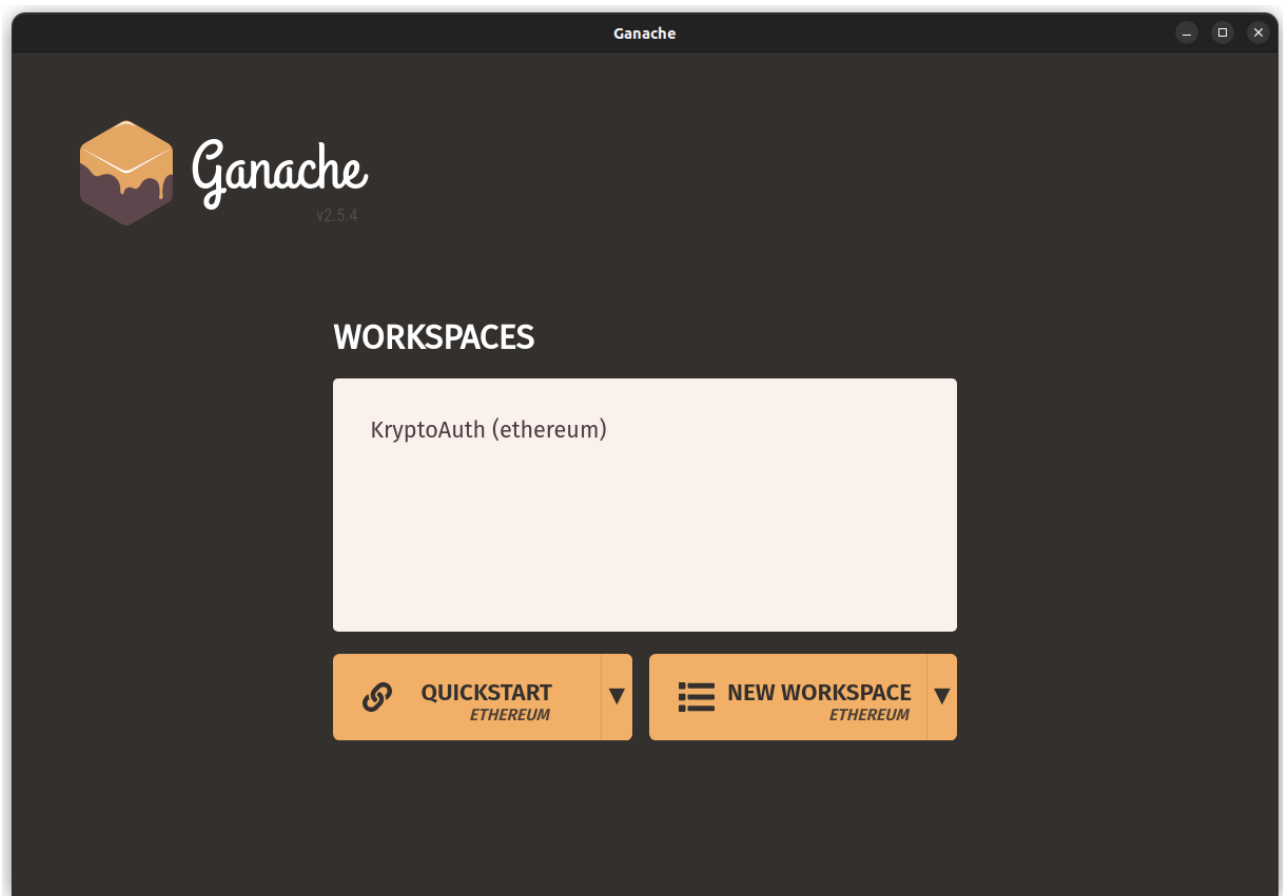 Ganache
Ganache
v2.5.4
WORKSPACES
KryptoAuth (ethereum)
QUICKSTART
ETHEREUM
NEW WORKSPACE
ETHEREUM